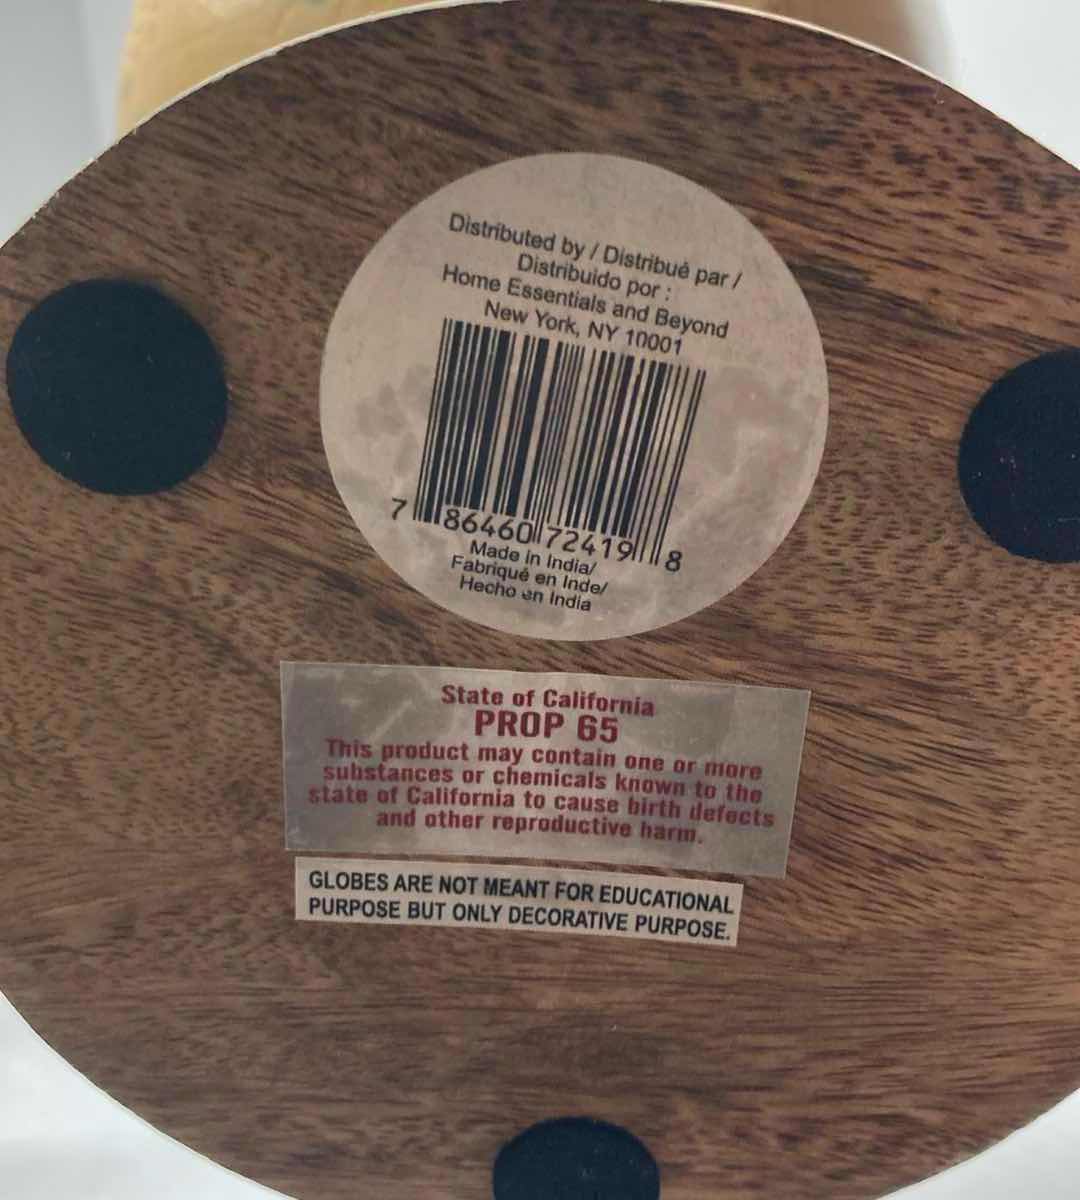 Distributed by / Distribué par /
Distribuido por :
Home Essentials and Beyond
New York, NY 10001
7 86460 72419 8
Made in India/
Fabriqué en Inde/
Hecho en India
State of California
PROP 65
This product may contain one or more
substances or chemicals known to the
state of California to cause birth defects
and other reproductive harm.
GLOBES ARE NOT MEANT FOR EDUCATIONAL
PURPOSE BUT ONLY DECORATIVE PURPOSE.